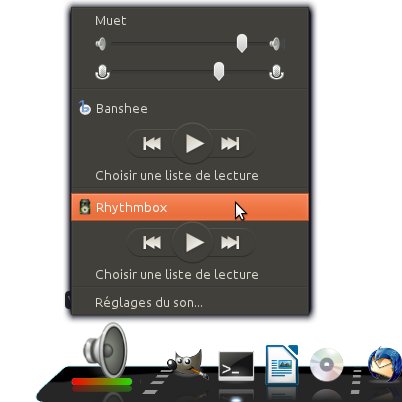 Muet
Banshee
Choisir une liste de lecture
Rhythmbox
Choisir une liste de lecture
Réglages du son...
>_